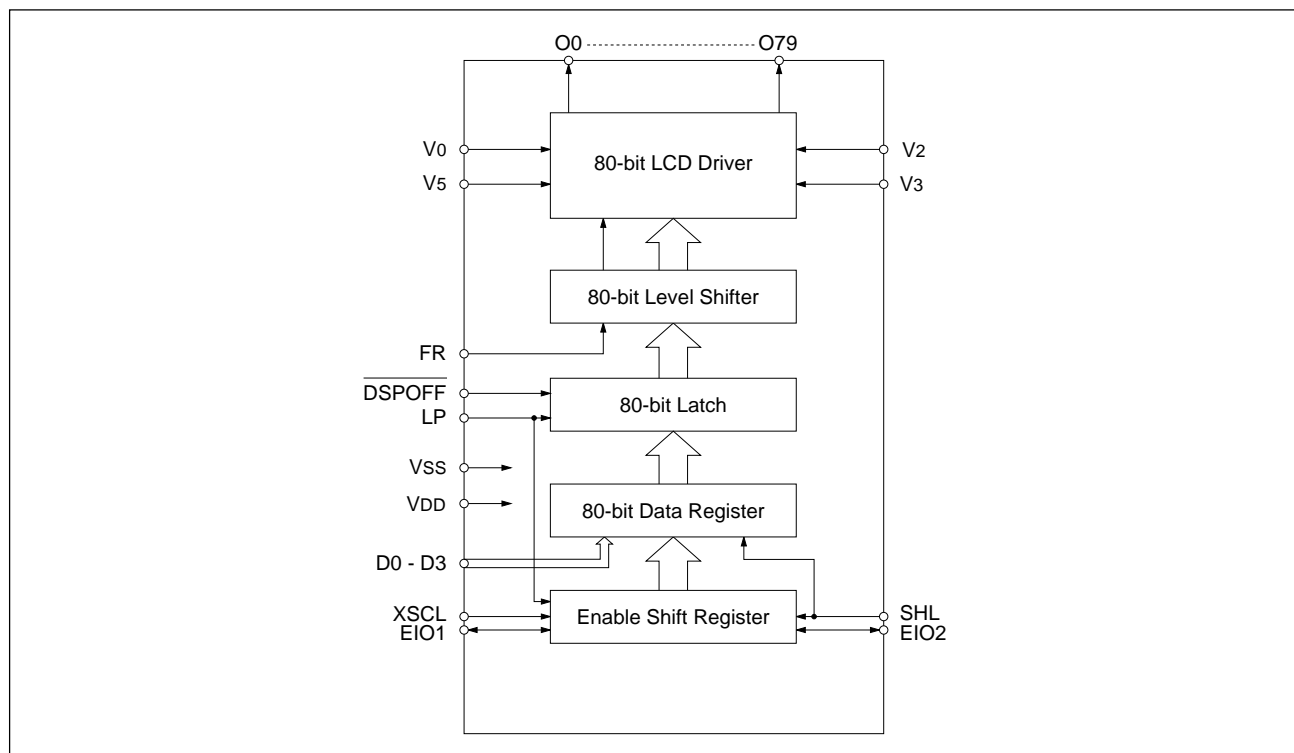 O0 ---------------------- O79
V0
80-bit LCD Driver
V2
V5
V3
80-bit Level Shifter
FR
DSPOFF
80-bit Latch
LP
VSS
VDD
80-bit Data Register
D0 - D3
XSCL
Enable Shift Register
SHL
EIO1
EIO2